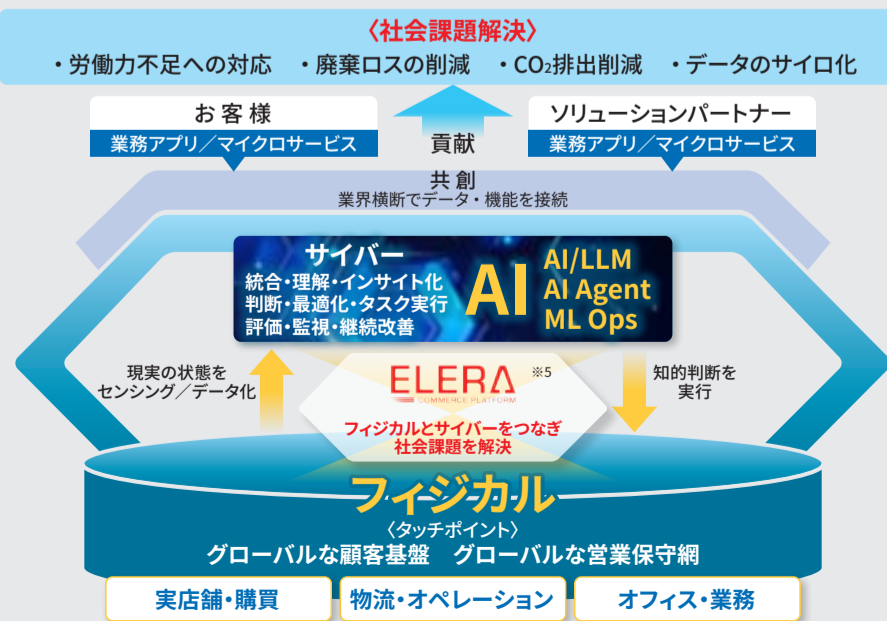 〈社会課題解決〉
・労働力不足への対応 ・廃棄ロスの削減 ・CO₂排出削減 ・データのサイロ化
お客様
業務アプリ／マイクロサービス
貢献
ソリューションパートナー
業務アプリ／マイクロサービス
共創
業界横断でデータ・機能を接続
サイバー
統合・理解・インサイト化
判断・最適化・タスク実行
評価・監視・継続改善
AI
AI/LLM
AI Agent
ML Ops
現実の状態を
センシング／データ化
ELERA ※5
COMMERCE PLATFORM
フィジカルとサイバーをつなぎ
社会課題を解決
知的判断を
実行
フィジカル
〈タッチポイント〉
グローバルな顧客基盤 グローバルな営業保守網
実店舗・購買
物流・オペレーション
オフィス・業務